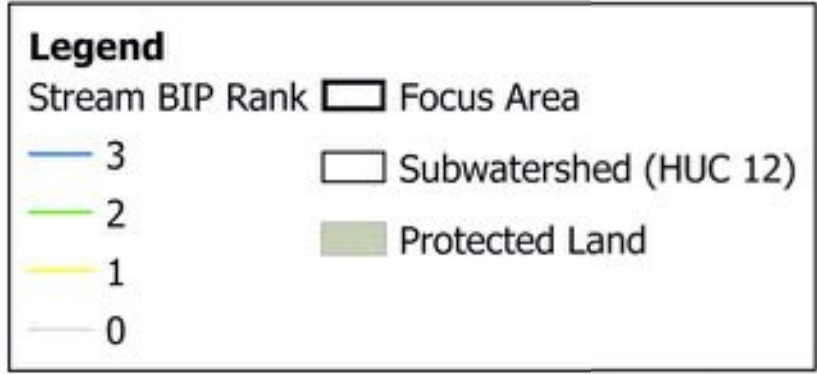 Legend
Stream BIP Rank
3
2
1
0
Focus Area
Subwatershed (HUC 12)
Protected Land